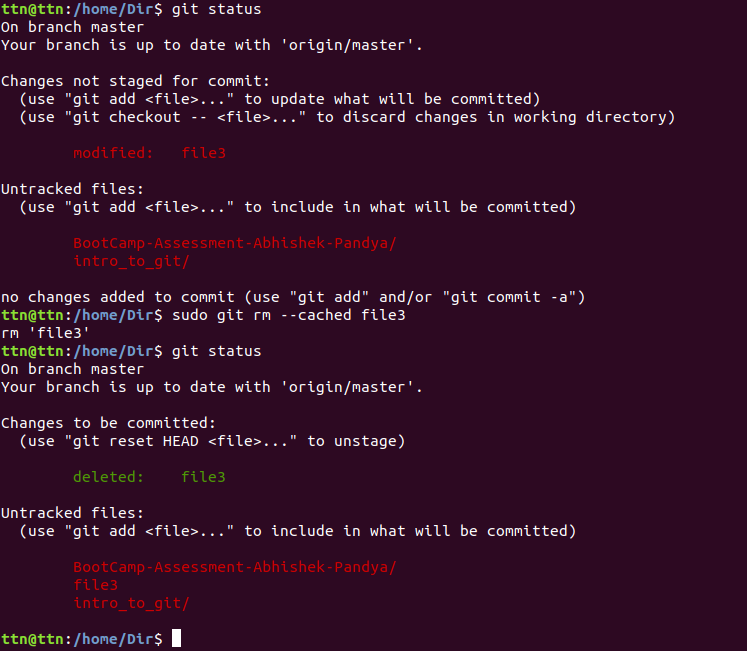 ttn@ttn:/home/Dir$ git status
On branch master
Your branch is up to date with 'origin/master'.
Changes not staged for commit:
(use "git add <file>..." to update what will be committed)
(use "git checkout -- <file>..." to discard changes in working directory)
modified: file3
Untracked files:
(use "git add <file>..." to include in what will be committed)
BootCamp-Assessment-Abhishek-Pandya/
intro_to_git/
no changes added to commit (use "git add" and/or "git commit -a")
ttn@ttn:/home/Dir$ sudo git rm --cached file3
rm 'file3'
ttn@ttn:/home/Dir$ git status
On branch master
Your branch is up to date with 'origin/master'.
Changes to be committed:
(use "git reset HEAD <file>..." to unstage)
deleted: file3
Untracked files:
(use "git add <file>..." to include in what will be committed)
BootCamp-Assessment-Abhishek-Pandya/
file3
intro_to_git/
ttn@ttn:/home/Dir$